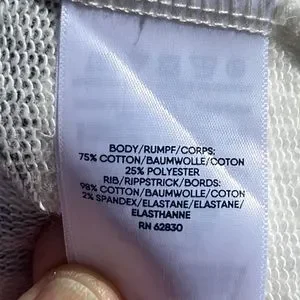 BODY/RUMPF/CORPS:
75% COTTON/BAUMWOLLE/COTON
25% POLYESTER
RIB/RIPPSTRICK/BORDS:
98% COTTON/BAUMWOLLE/COTON
2% SPANDEX/ELASTANE/ELASTANE/
ELASTHANNE
RN 62830